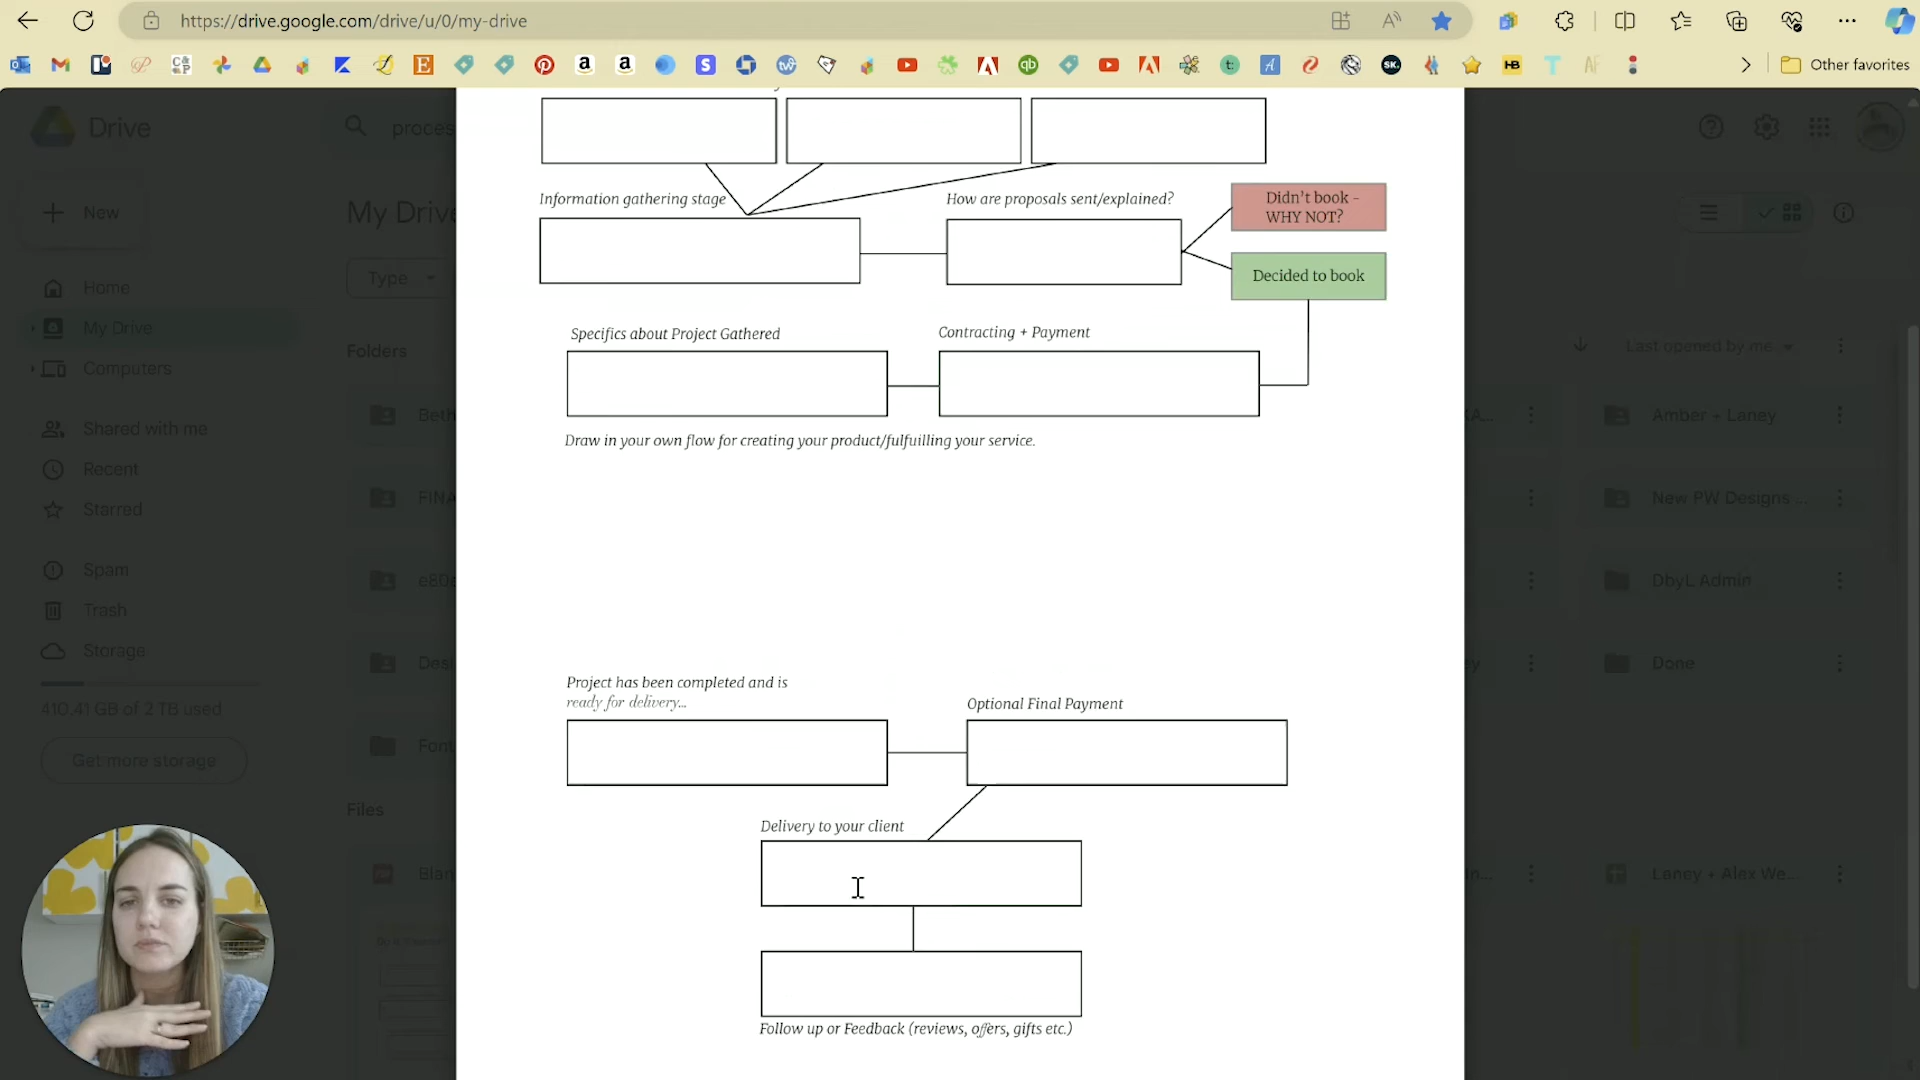 https://drive.google.com/drive/u/0/my-drive
Other favorites
Drive
proces
New
My Drive
Type
Home
My Drive
Computers
Shared with me
Recent
Starred
Spam
Trash
Storage
410.41 GB of 2 TB used
Get more storage
Folders
Files
Last opened by me
Amber + Laney
New PW Designs ...
DbyL Admin
Done
Laney + Alex We...
Information gathering stage
How are proposals sent/explained?
Didn't book -
WHY NOT?
Decided to book
Specifics about Project Gathered
Contracting + Payment
Draw in your own flow for creating your product/fulfuilling your service.
Project has been completed and is
ready for delivery...
Optional Final Payment
Delivery to your client
Follow up or Feedback (reviews, offers, gifts etc.)